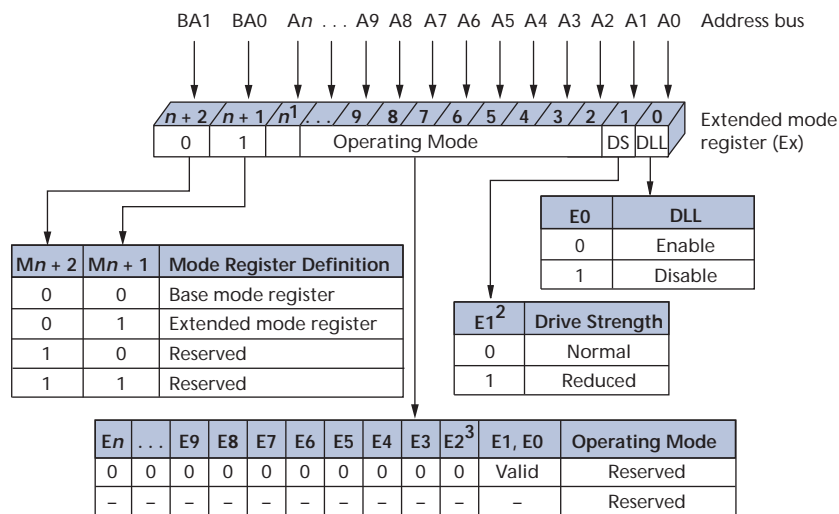 BA1 BA0 An . . . A9 A8 A7 A6 A5 A4 A3 A2 A1 A0 Address bus
n + 2 n + 1 n1 . . . 9 8 7 6 5 4 3 2 1 0
Extended mode
register (Ex)
0 1 Operating Mode DS DLL
E0 DLL
0 Enable
1 Disable
Mn + 2 Mn + 1 Mode Register Definition
0 0 Base mode register
0 1 Extended mode register
1 0 Reserved
1 1 Reserved
E12 Drive Strength
0 Normal
1 Reduced
En . . . E9 E8 E7 E6 E5 E4 E3 E23 E1, E0 Operating Mode
0 0 0 0 0 0 0 0 0 0 Valid Reserved
– – – – – – – – – – – Reserved